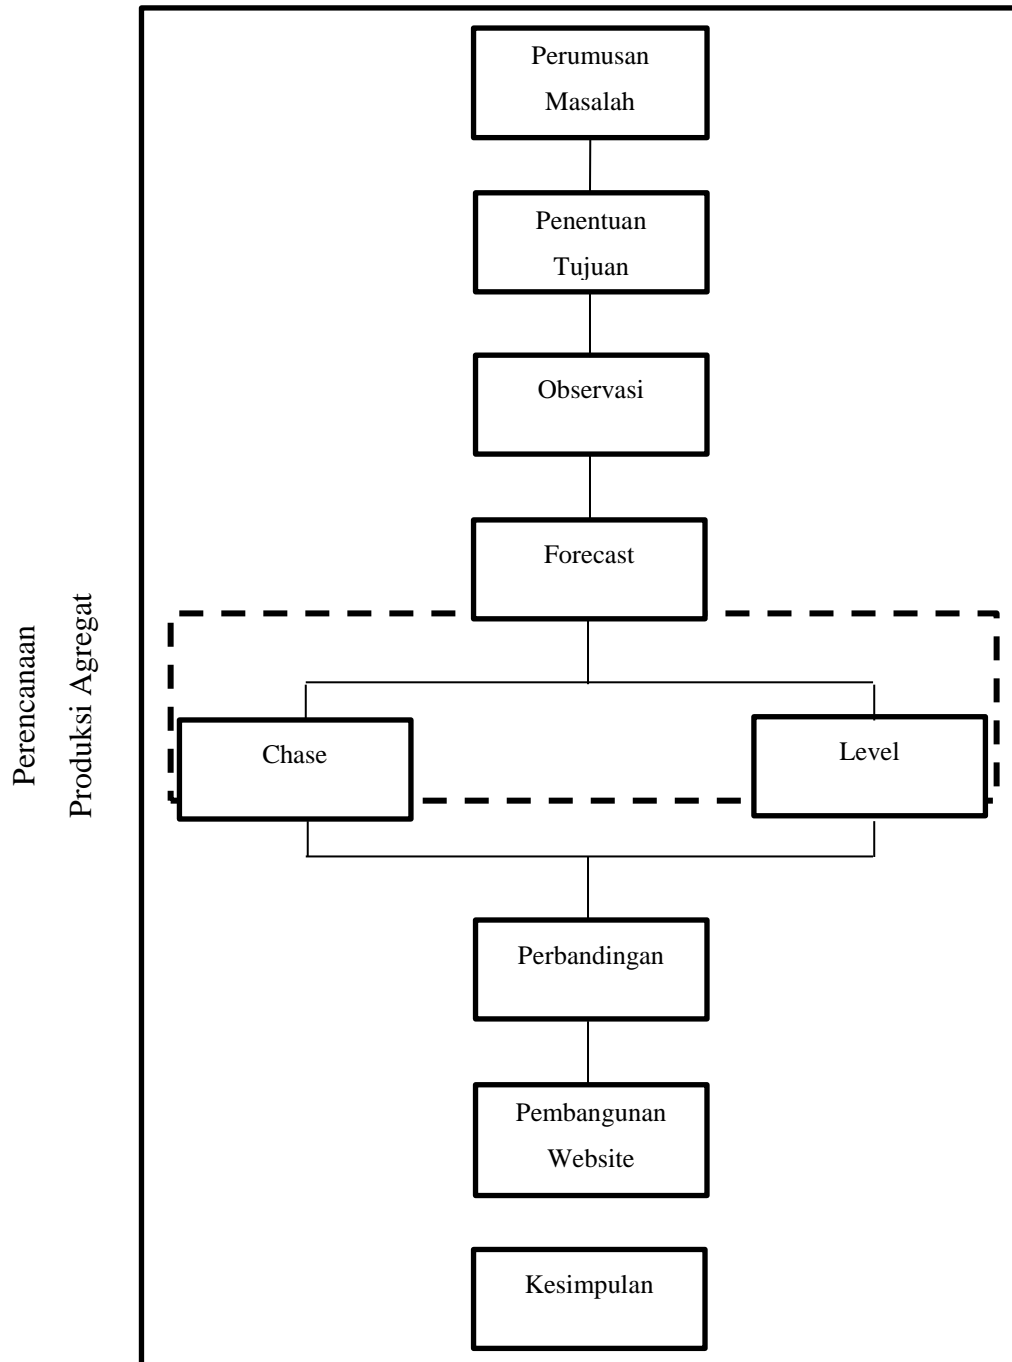 Perumusan
Masalah
Penentuan
Tujuan
Observasi
Forecast
Perencanaan
Produksi Agregat
Chase
Level
Perbandingan
Pembangunan
Website
Kesimpulan